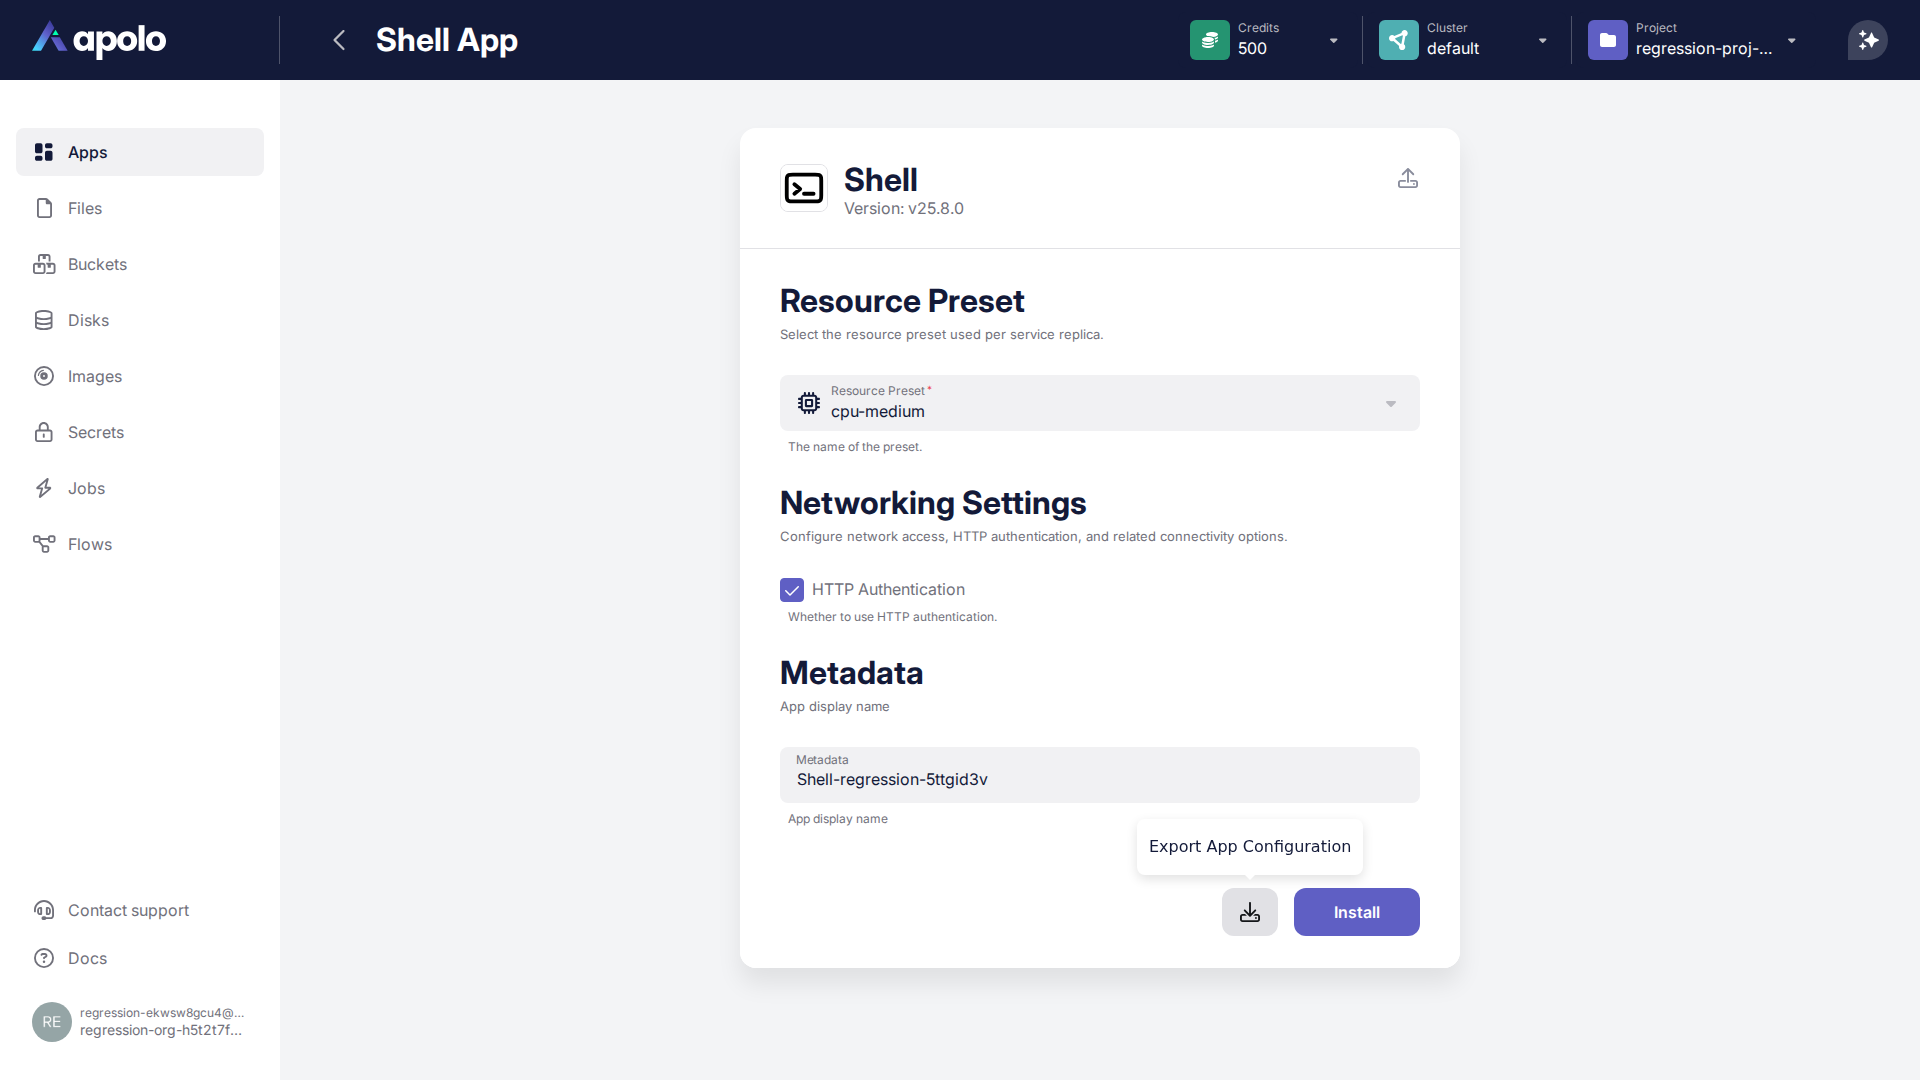 apolo
Shell App
Credits
500
Cluster
default
Project
regression-proj-...
Apps
Files
Buckets
Disks
Images
Secrets
Jobs
Flows
Contact support
Docs
RE
regression-ekwsw8gcu4@...
regression-org-h5t2t7f...
Shell
Version: v25.8.0
Resource Preset
Select the resource preset used per service replica.
Resource Preset*
cpu-medium
The name of the preset.
Networking Settings
Configure network access, HTTP authentication, and related connectivity options.
HTTP Authentication
Whether to use HTTP authentication.
Metadata
App display name
Metadata
Shell-regression-5ttgid3v
App display name
Export App Configuration
Install